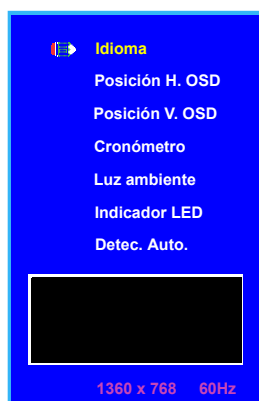 Idioma
Posición H. OSD
Posición V. OSD
Cronómetro
Luz ambiente
Indicador LED
Detec. Auto.
1360 x 768 60Hz